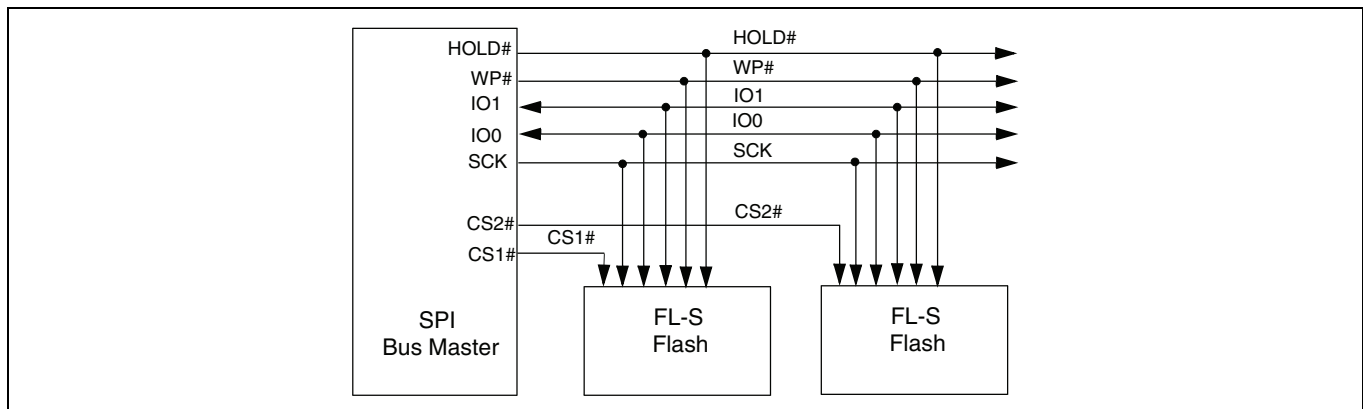 HOLD#
HOLD#
WP#
WP#
IO1
IO1
IO0
IO0
SCK
SCK
CS2#
CS2#
CS1#
CS1#
SPI
Bus Master
FL-S
Flash
FL-S
Flash